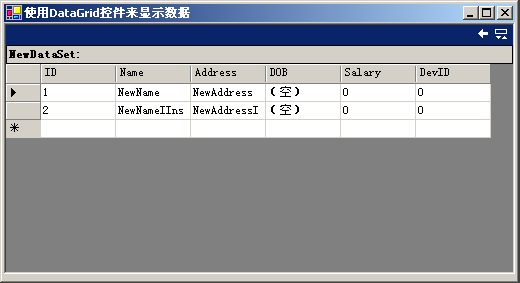 使用DataGrid控件来显示数据
NewDataSet:
ID Name Address DOB Salary DevID
1 NewName NewAddress (空) 0 0
2 NewNameIIns NewAddressI (空) 0 0